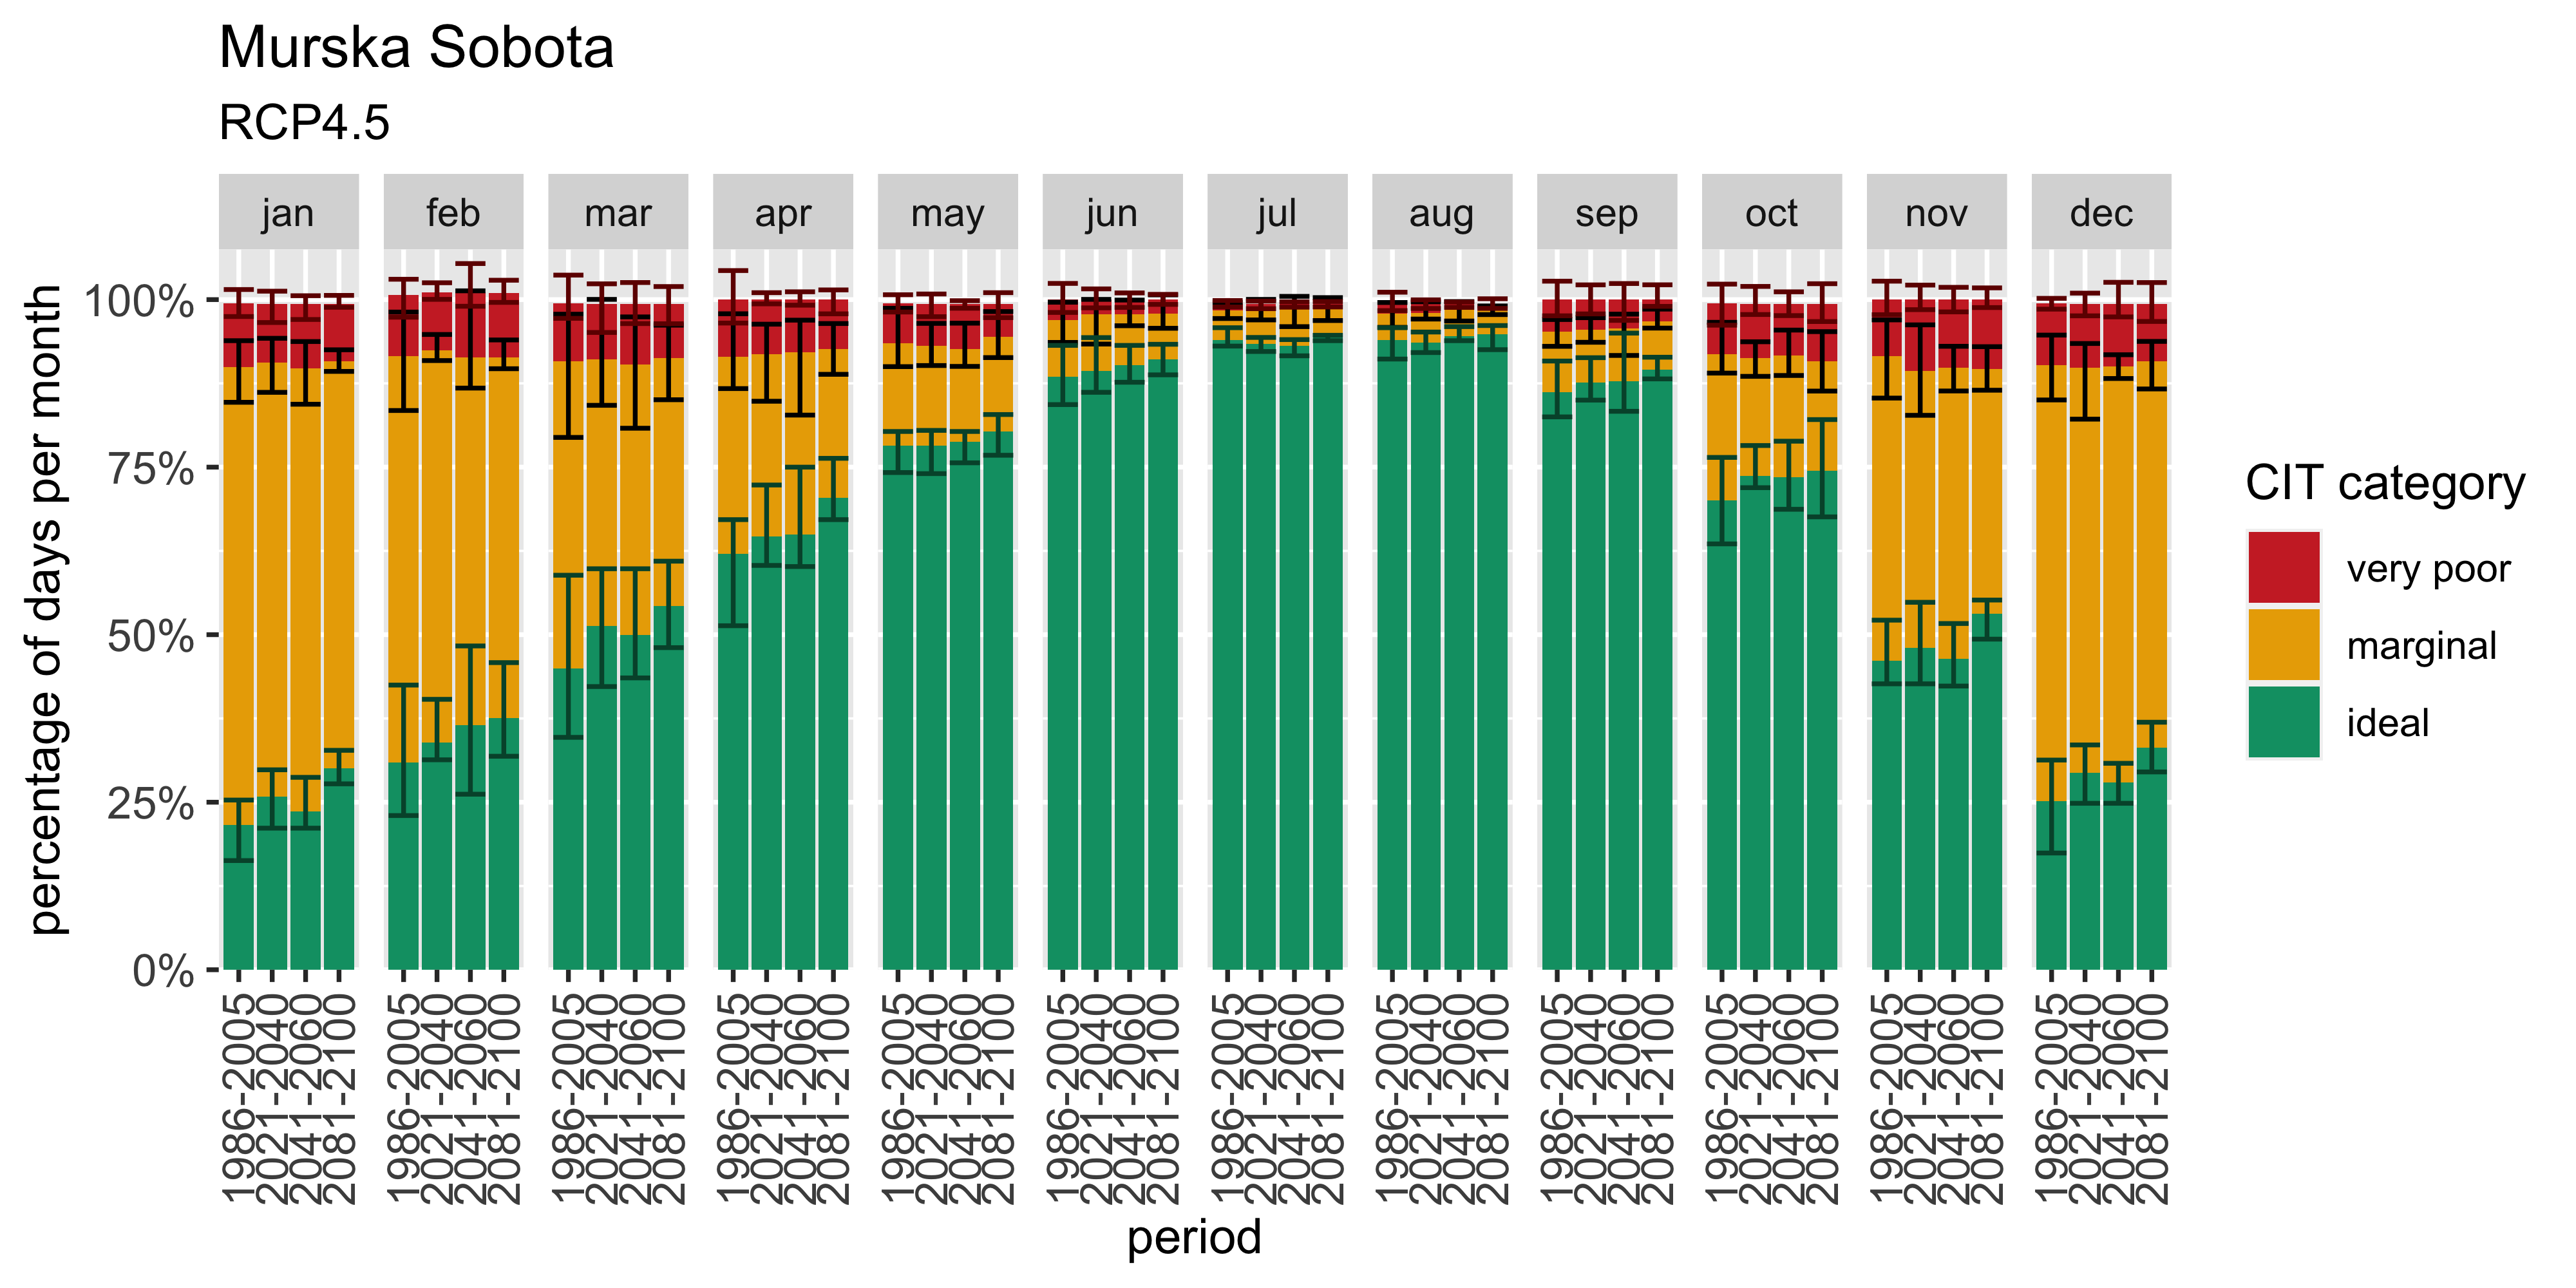 Murska Sobota
RCP4.5
jan feb mar apr may jun jul aug sep oct nov dec
percentage of days per month
100%
75%
50%
25%
0%
CIT category
very poor
marginal
ideal
1986-2005 2021-2040 2041-2060 2081-2100 1986-2005 2021-2040 2041-2060 2081-2100 1986-2005 2021-2040 2041-2060 2081-2100 1986-2005 2021-2040 2041-2060 2081-2100 1986-2005 2021-2040 2041-2060 2081-2100 1986-2005 2021-2040 2041-2060 2081-2100 1986-2005 2021-2040 2041-2060 2081-2100 1986-2005 2021-2040 2041-2060 2081-2100 1986-2005 2021-2040 2041-2060 2081-2100 1986-2005 2021-2040 2041-2060 2081-2100 1986-2005 2021-2040 2041-2060 2081-2100 1986-2005 2021-2040 2041-2060 2081-2100
period